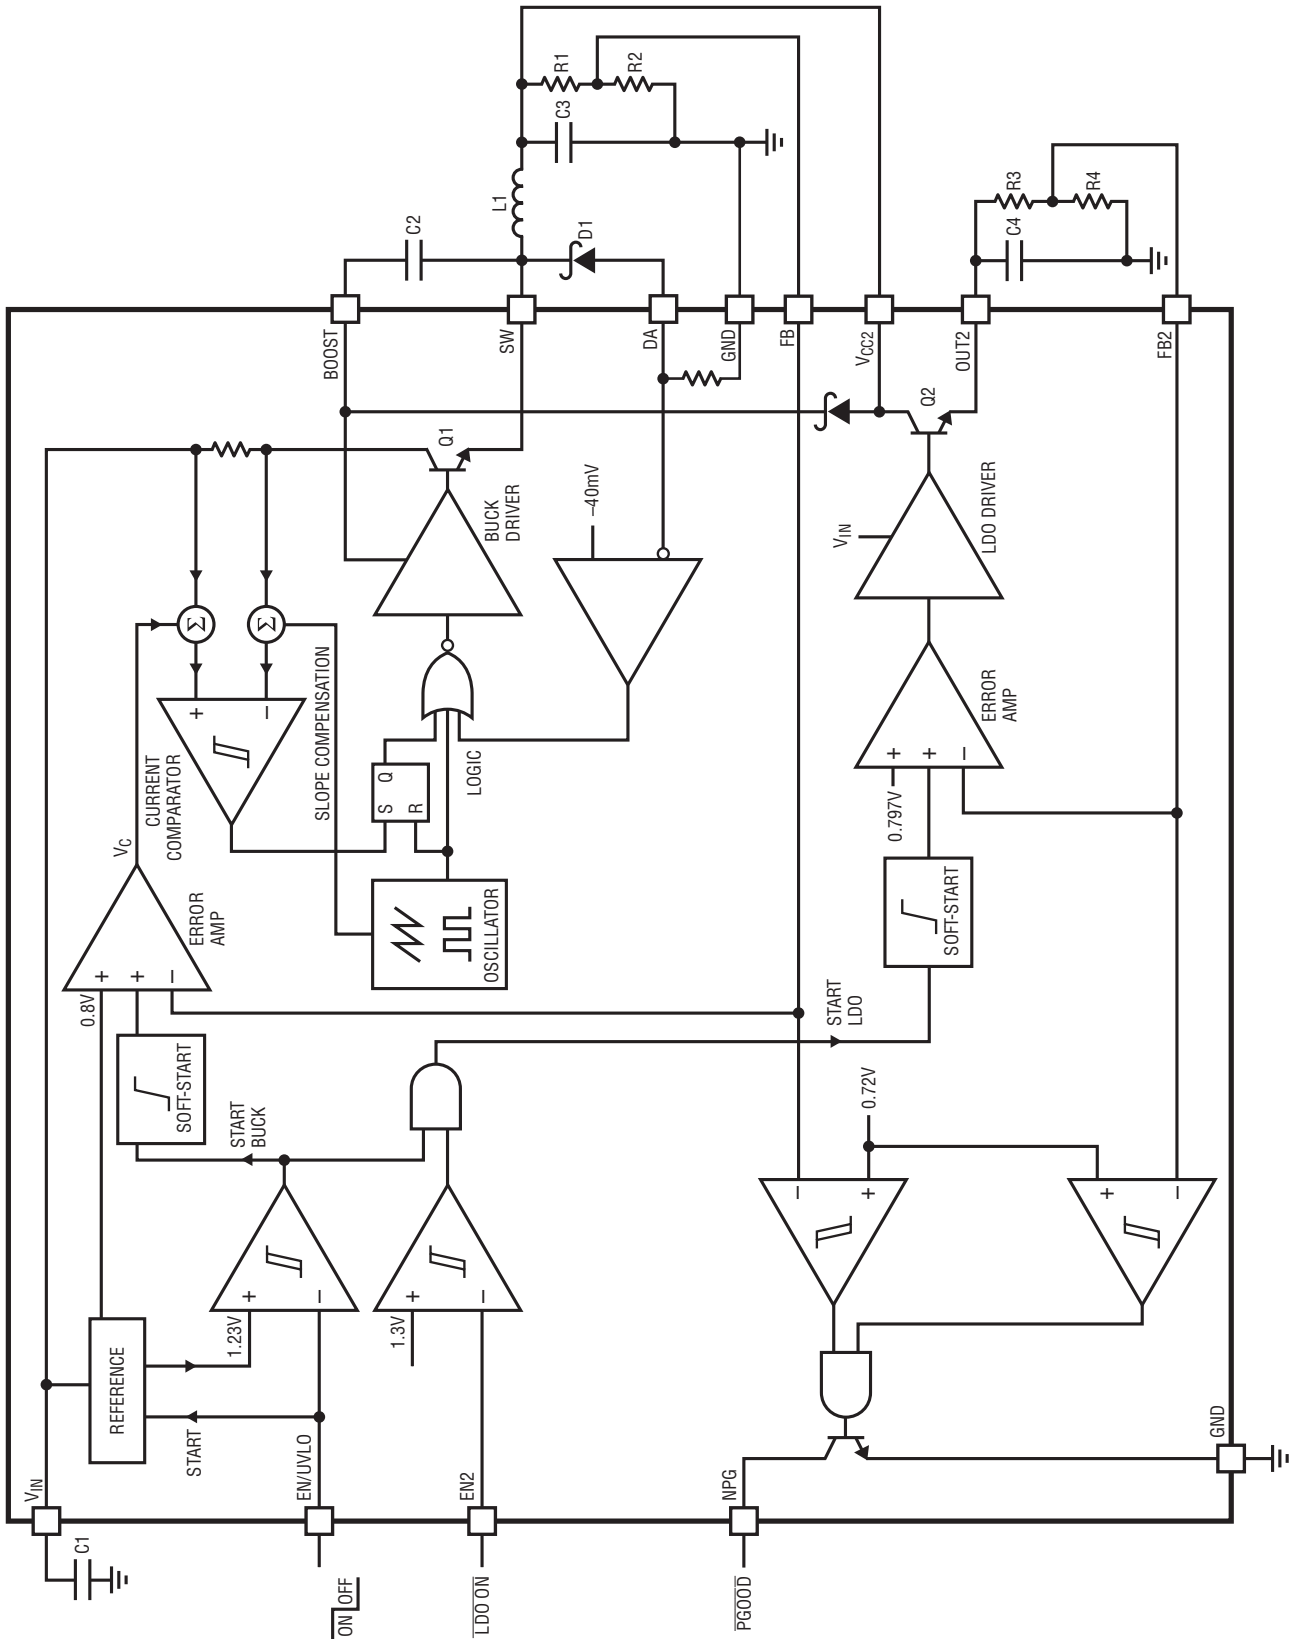 VIN
C1
REFERENCE
START
EN/UVLO
ON OFF
EN2
LDO ON
NPG
PGOOD
GND
1.23V
+
–
1.3V
+
–
START
BUCK
SOFT-START
0.8V
+
+
–
ERROR
AMP
VC
CURRENT
COMPARATOR
+
–
Σ
Σ
SLOPE COMPENSATION
OSCILLATOR
S Q
R
LOGIC
BUCK
DRIVER
Q1
–40mV
BOOST
SW
DA
GND
FB
VCC2
OUT2
FB2
C2
L1
D1
C3
R1
R2
C4
R3
R4
Q2
VIN
LDO DRIVER
ERROR
AMP
0.797V
+
+
–
SOFT-START
START
LDO
0.72V
–
+
+
–